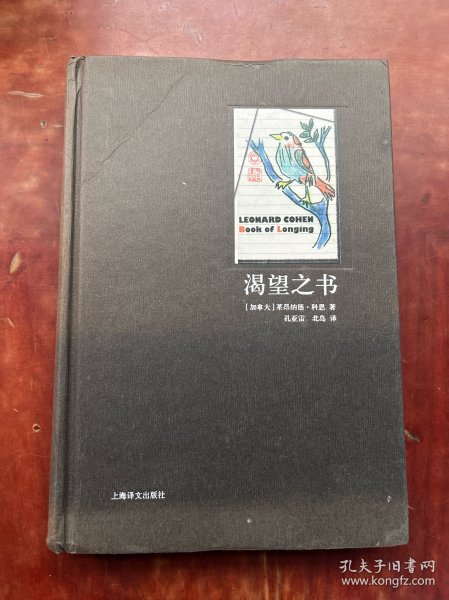 LEONARD COHEN
Book of Longing
渴望之书
[加拿大] 莱昂纳德·科恩 著
孔亚雷 北岛 译
上海译文出版社
孔夫子旧书网
www.kongfz.com